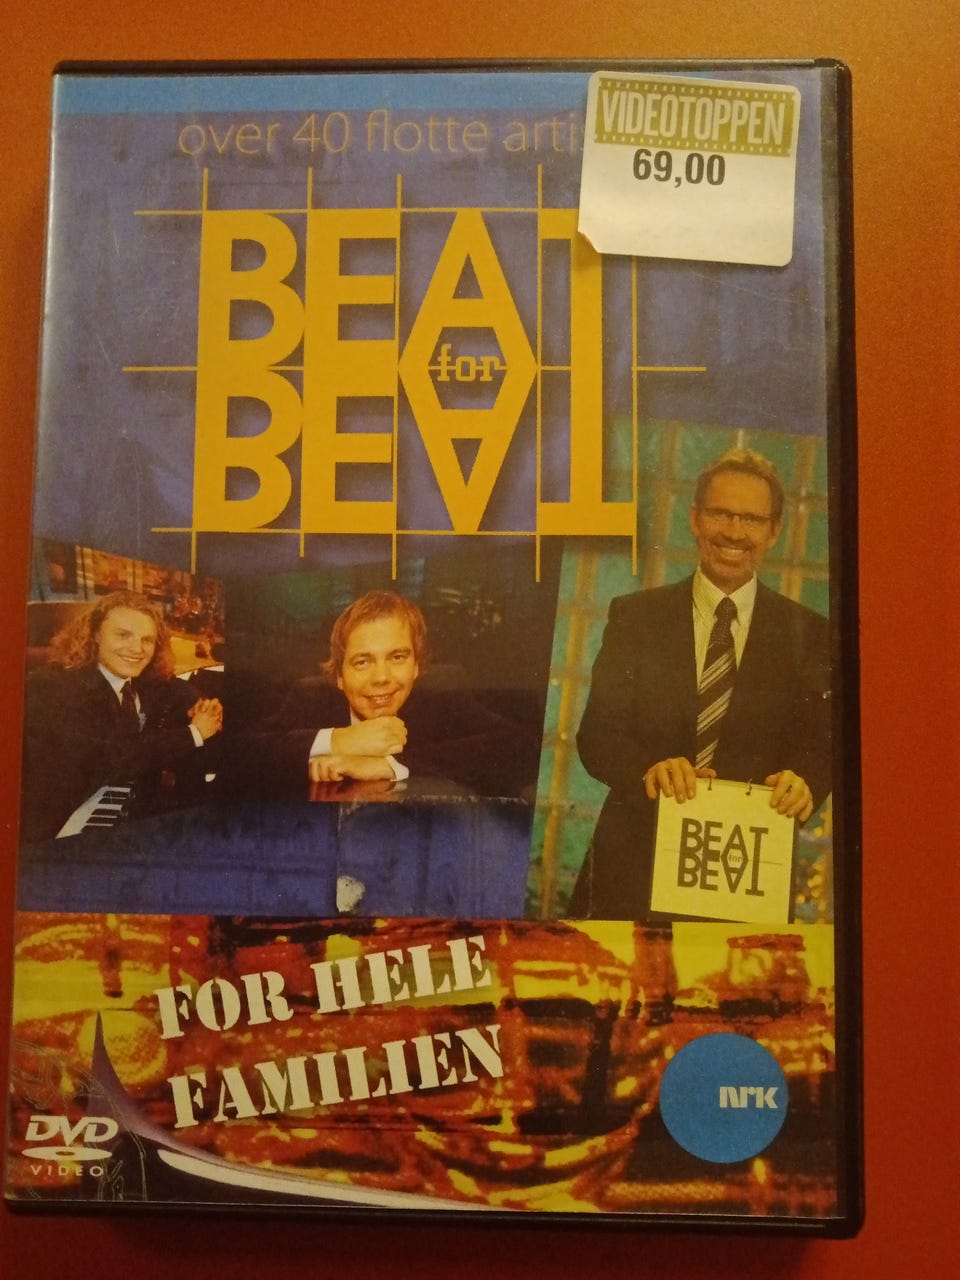 over 40 flotte artis
VIDEOTOPPEN
69,00
BEAT
for
BEAT
BEAT
for
BEAT
FOR HELE
FAMILIEN
NRK
DVD
VIDEO